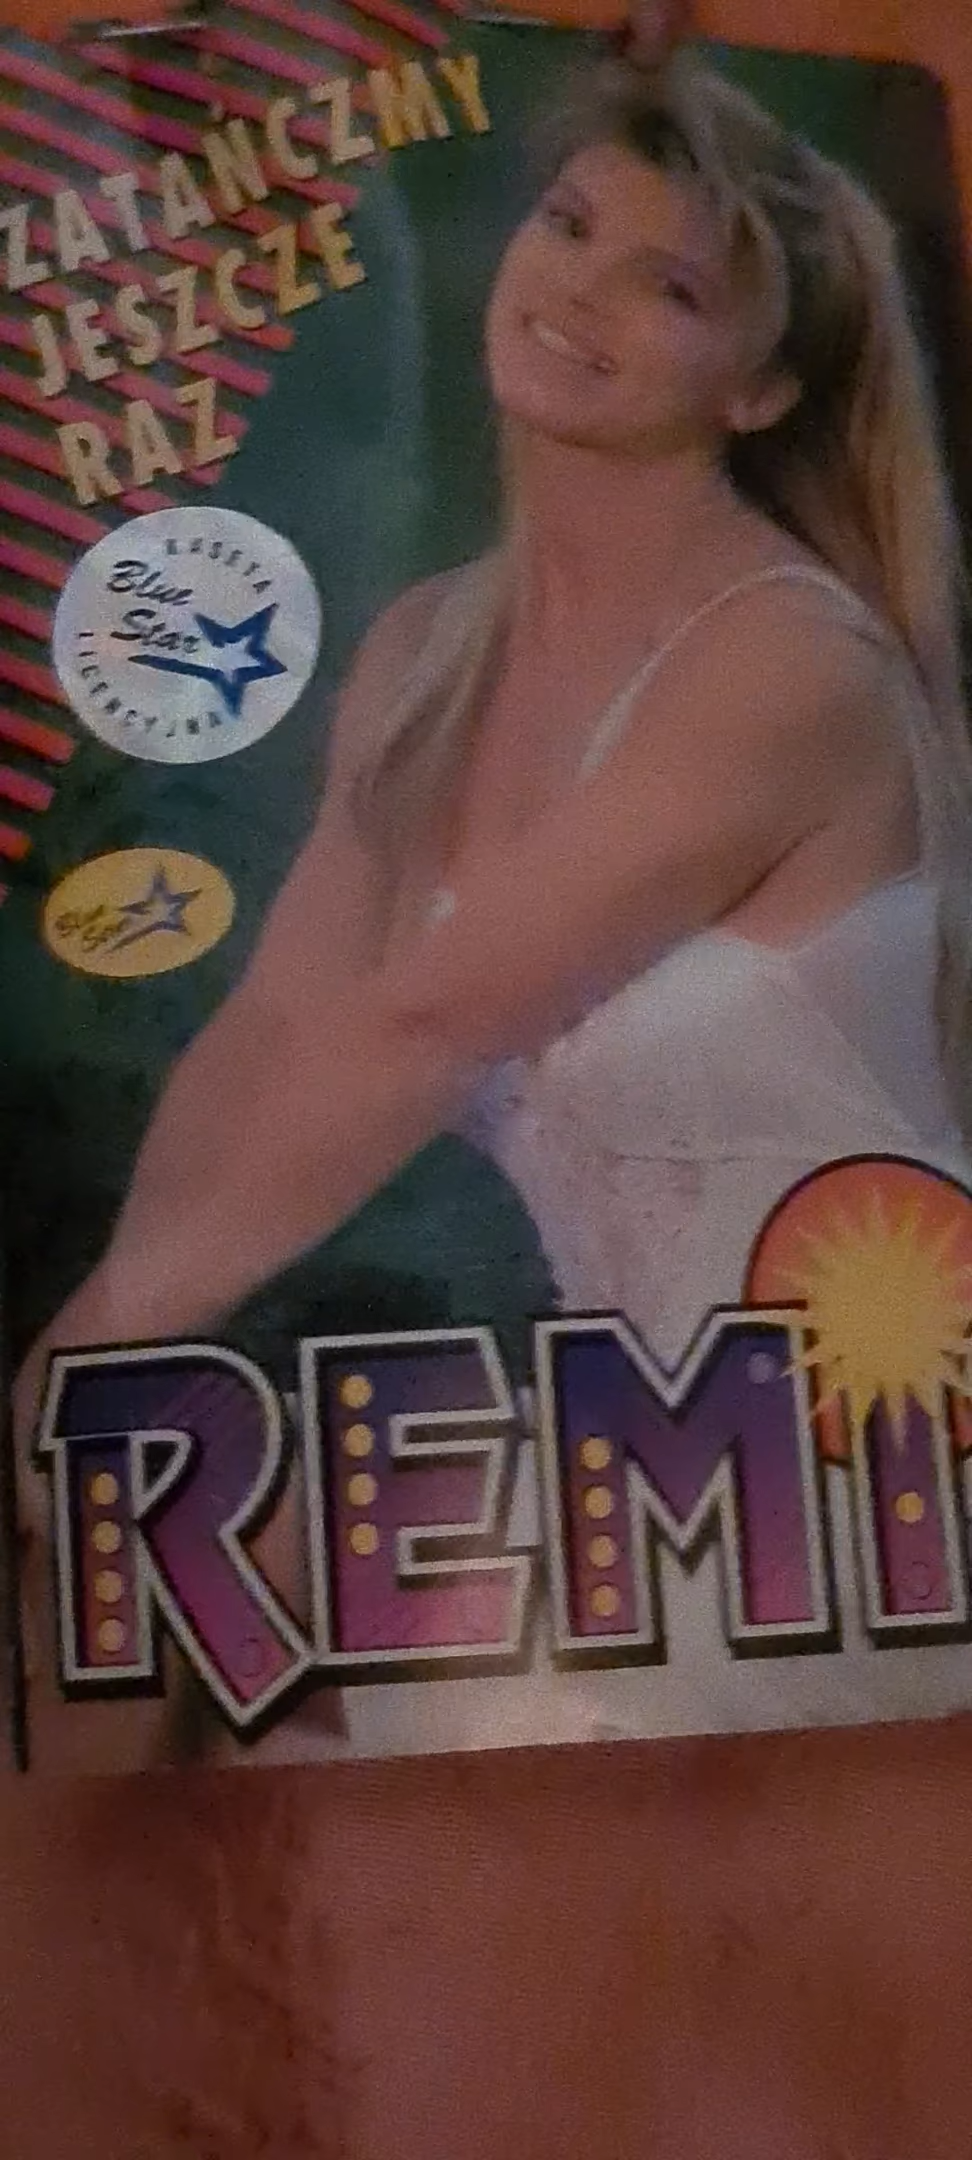 ZATAŃCZMY
JESZCZE
RAZ
KASETA
Blue
Star
LICENCYJNA
Blue
Star
REMI